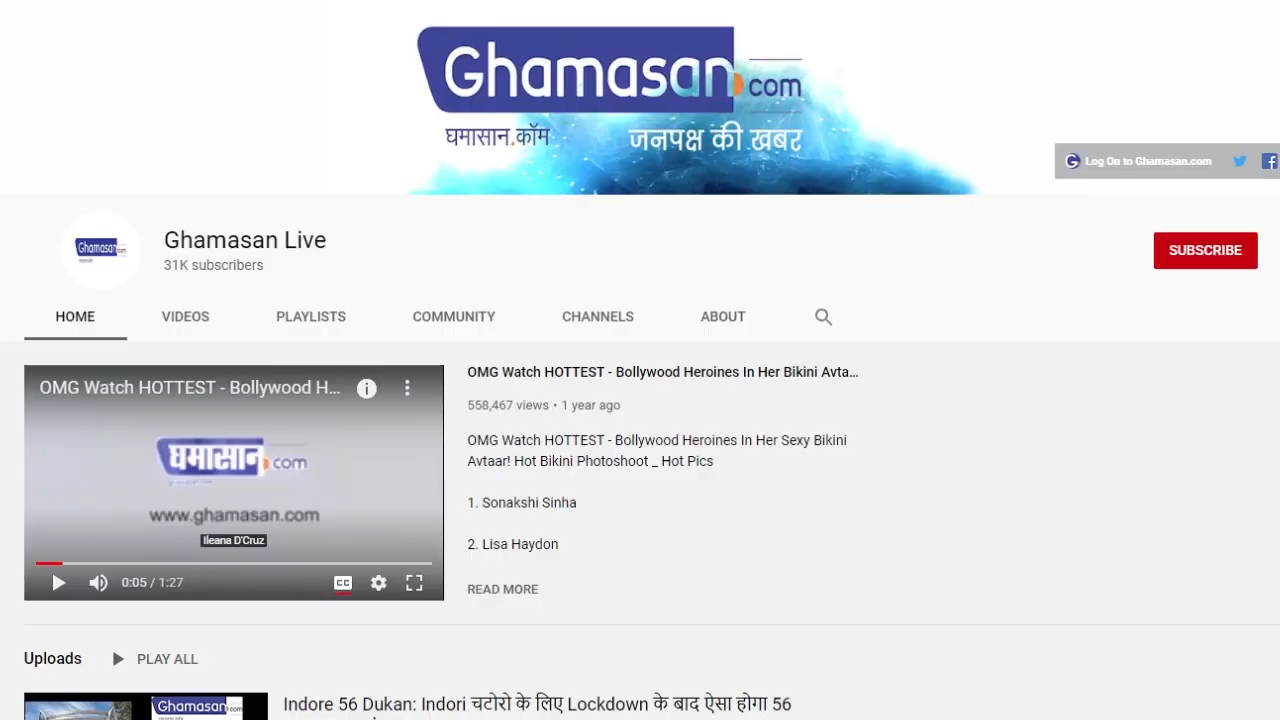 Ghamasan.com
घमासान.कॉम
जनपक्ष की खबर
Log On to Ghamasan.com
Ghamasan.com
Ghamasan Live
31K subscribers
SUBSCRIBE
HOME VIDEOS PLAYLISTS COMMUNITY CHANNELS ABOUT
OMG Watch HOTTEST - Bollywood H...
घमासान.com
www.ghamasan.com
Ileana D'Cruz
0:05 / 1:27
CC
OMG Watch HOTTEST - Bollywood Heroines In Her Bikini Avta...
558,467 views • 1 year ago
OMG Watch HOTTEST - Bollywood Heroines In Her Sexy Bikini
Avtaar! Hot Bikini Photoshoot _ Hot Pics
1. Sonakshi Sinha
2. Lisa Haydon
READ MORE
Uploads PLAY ALL
Ghamasan.com
Indore 56 Dukan: Indori चटोरो के लिए Lockdown के बाद ऐसा होगा 56